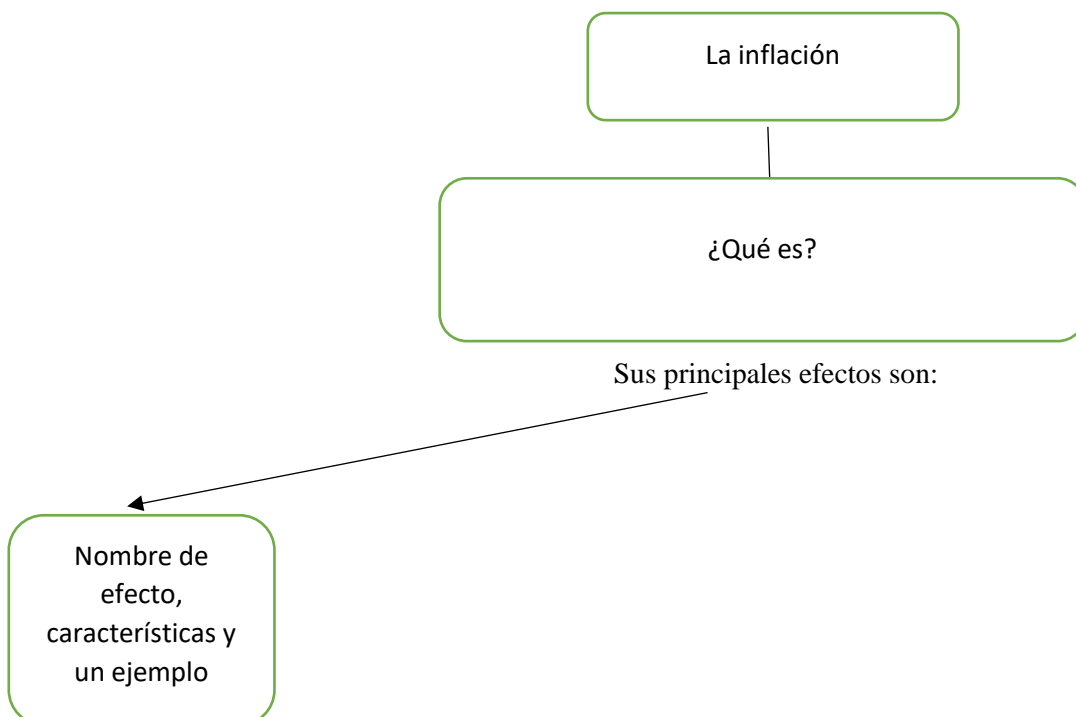 La inflación
¿Qué es?
Sus principales efectos son:
Nombre de
efecto,
características y
un ejemplo